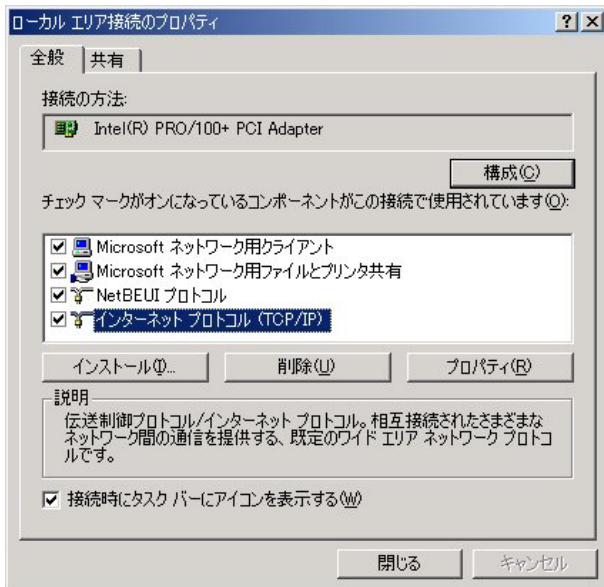 ローカル エリア接続のプロパティ
全般
共有
接続の方法:
Intel(R) PRO/100+ PCI Adapter
構成(C)
チェック マークがオンになっているコンポーネントがこの接続で使用されています(O):
Microsoft ネットワーク用クライアント
Microsoft ネットワーク用ファイルとプリンタ共有
NetBEUI プロトコル
インターネット プロトコル (TCP/IP)
インストール(I)...
削除(U)
プロパティ(R)
説明
伝送制御プロトコル/インターネット プロトコル。相互接続されたさまざまな
ネットワーク間の通信を提供する、既定のワイド エリア ネットワーク プロトコ
ルです。
接続時にタスク バーにアイコンを表示する(W)
閉じる
キャンセル